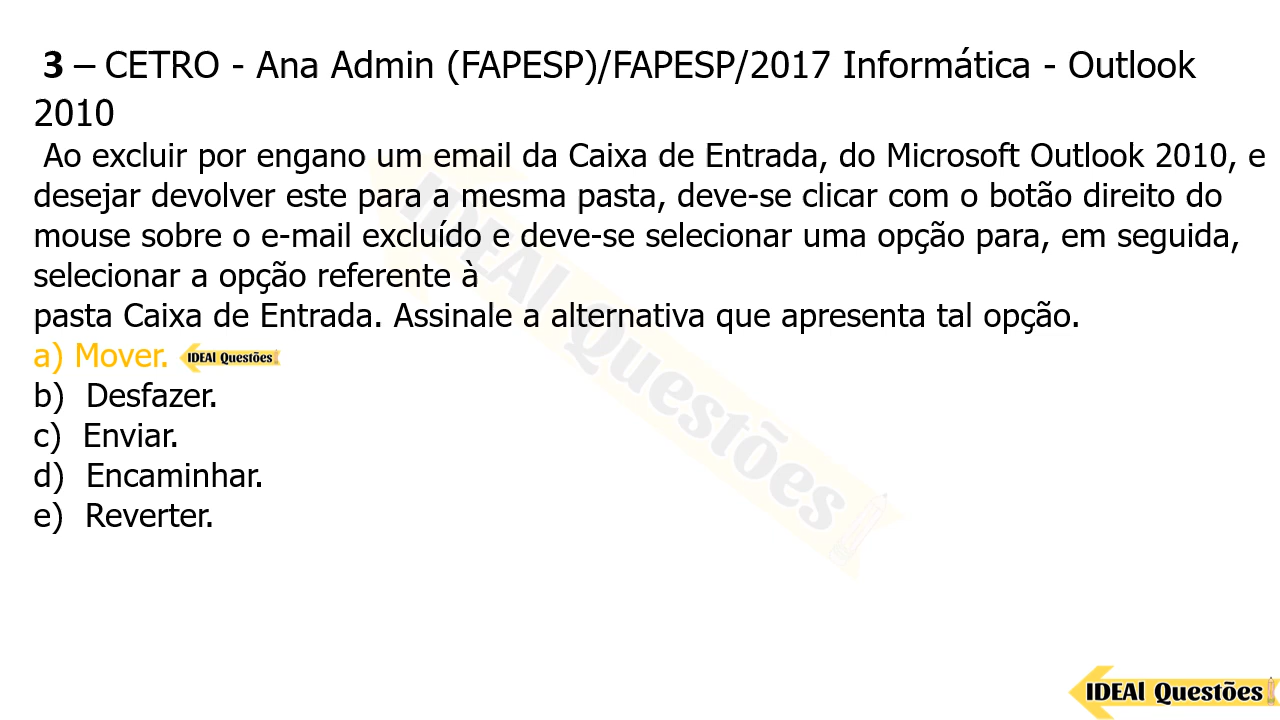 3 – CETRO - Ana Admin (FAPESP)/FAPESP/2017 Informática - Outlook
2010
Ao excluir por engano um email da Caixa de Entrada, do Microsoft Outlook 2010, e
desejar devolver este para a mesma pasta, deve-se clicar com o botão direito do
mouse sobre o e-mail excluído e deve-se selecionar uma opção para, em seguida,
selecionar a opção referente à
pasta Caixa de Entrada. Assinale a alternativa que apresenta tal opção.
a) Mover. IDEAl Questões
b) Desfazer.
c) Enviar.
d) Encaminhar.
e) Reverter.
IDEAl Questões
IDEAl Questões